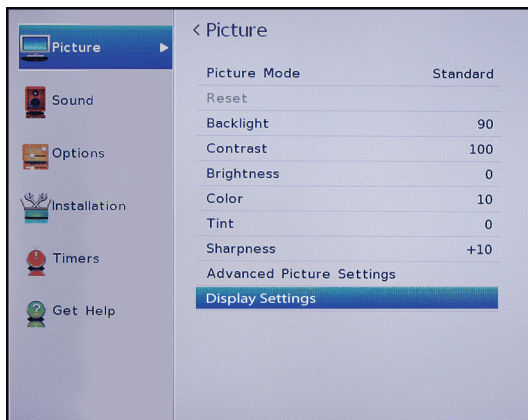 Picture
Sound
Options
Installation
Timers
Get Help
< Picture
Picture Mode Standard
Reset
Backlight 90
Contrast 100
Brightness 0
Color 10
Tint 0
Sharpness +10
Advanced Picture Settings
Display Settings